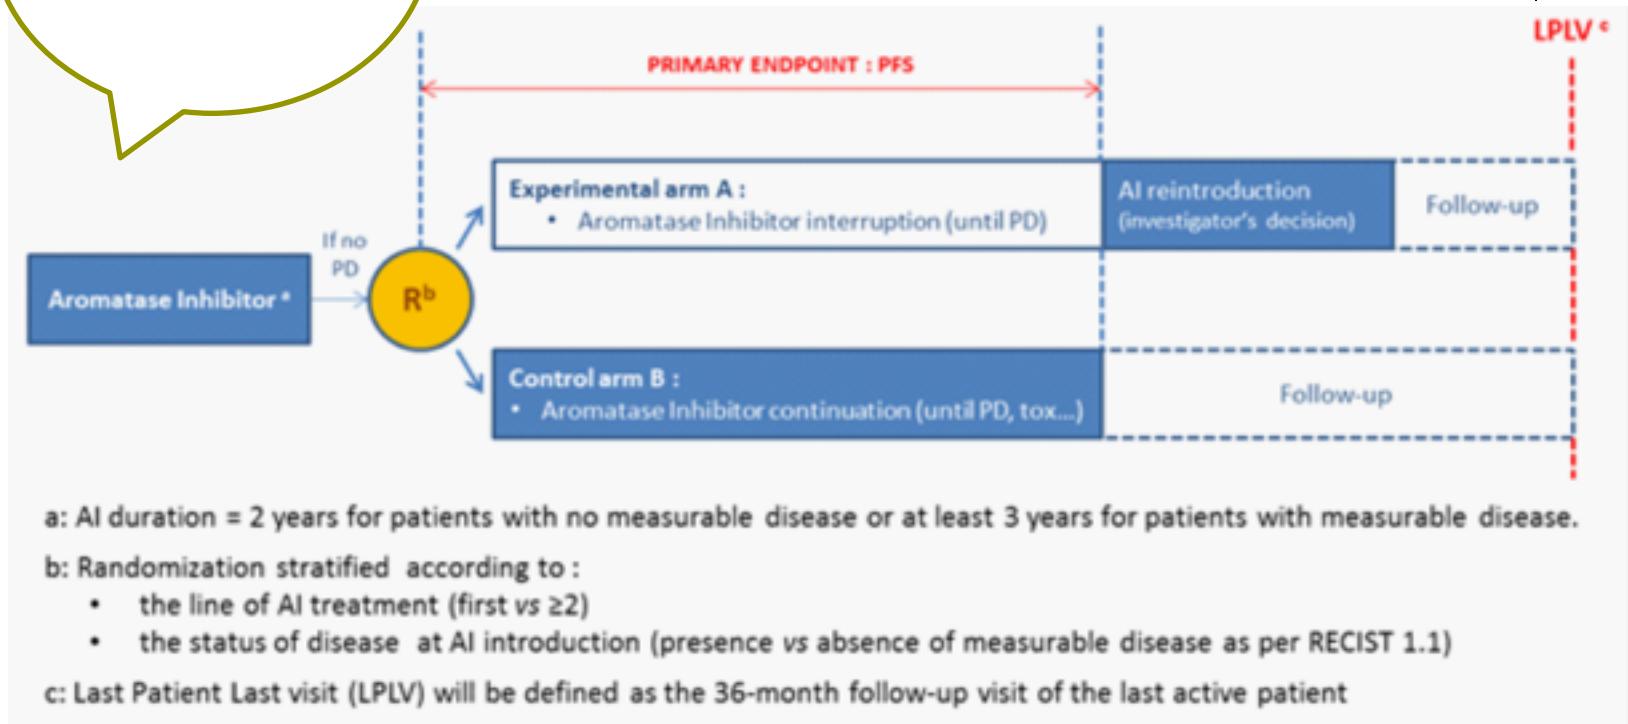 LPLV c
PRIMARY ENDPOINT : PFS
Experimental arm A :
• Aromatase Inhibitor interruption (until PD)
AI reintroduction
(investigator's decision)
Follow-up
If no
PD
Aromatase Inhibitor a
Rb
Control arm B :
• Aromatase Inhibitor continuation (until PD, tox...)
Follow-up
a: AI duration = 2 years for patients with no measurable disease or at least 3 years for patients with measurable disease.
b: Randomization stratified according to :
• the line of AI treatment (first vs ≥2)
• the status of disease at AI introduction (presence vs absence of measurable disease as per RECIST 1.1)
c: Last Patient Last visit (LPLV) will be defined as the 36-month follow-up visit of the last active patient